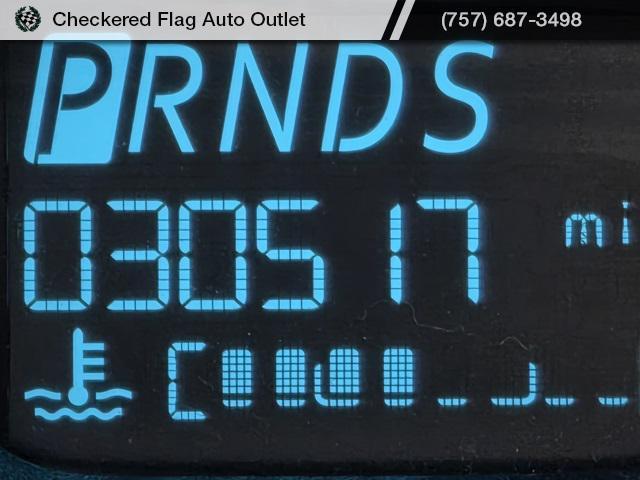 Checkered Flag Auto Outlet (757) 687-3498
PRNDS
030517 mi
C